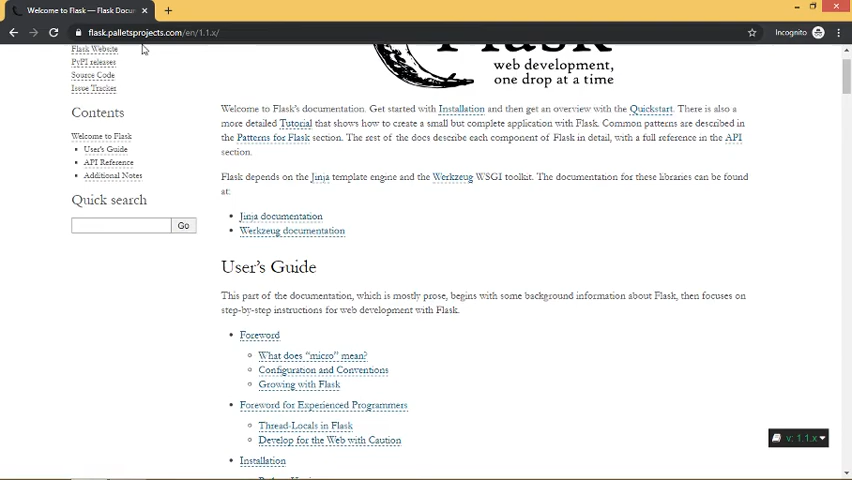 Welcome to Flask — Flask Docu
flask.palletsprojects.com/en/1.1.x/
Incognito
Flask Website
PyPI releases
Source Code
Issue Tracker
Contents
Welcome to Flask
User's Guide
API Reference
Additional Notes
Quick search
Go
Flask
web development,
one drop at a time
Welcome to Flask's documentation. Get started with Installation and then get an overview with the Quickstart. There is also a
more detailed Tutorial that shows how to create a small but complete application with Flask. Common patterns are described in
the Patterns for Flask section. The rest of the docs describe each component of Flask in detail, with a full reference in the API
section.
Flask depends on the Jinja template engine and the Werkzeug WSGI toolkit. The documentation for these libraries can be found
at:
Jinja documentation
Werkzeug documentation
User's Guide
This part of the documentation, which is mostly prose, begins with some background information about Flask, then focuses on
step-by-step instructions for web development with Flask.
Foreword
What does "micro" mean?
Configuration and Conventions
Growing with Flask
Foreword for Experienced Programmers
Thread-Locals in Flask
Develop for the Web with Caution
Installation
v: 1.1.x